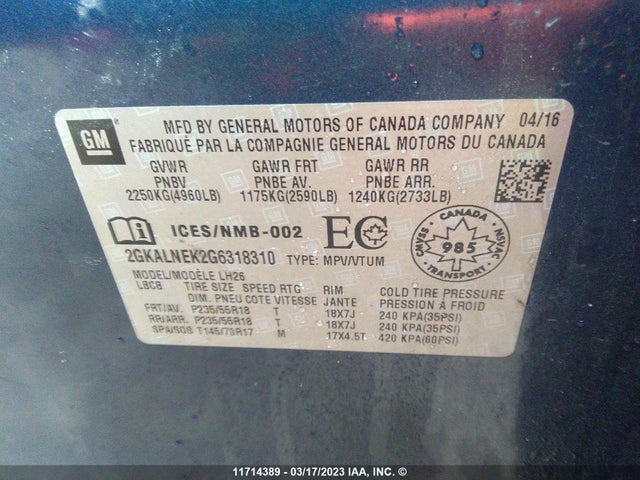 GM
MFD BY GENERAL MOTORS OF CANADA COMPANY 04/16
FABRIQUÉ PAR LA COMPAGNIE GENERAL MOTORS DU CANADA
GVWR GAWR FRT GAWR RR
PNBV PNBE AV. PNBE ARR.
2250KG(4960LB) 1175KG(2590LB) 1240KG(2733LB)
ICES/NMB-002 EC
CANADA
CMVSS 985 NSVAC
TRANSPORT
2GKALNEK2G6318310 TYPE: MPV/VTUM
MODEL/MODÈLE LH26
LBCB TIRE SIZE SPEED RTG RIM COLD TIRE PRESSURE
DIM. PNEU COTE VITESSE JANTE PRESSION À FROID
FRT/AV. P235/55R18 T 18X7J 240 KPA(35PSI)
RR/ARR. P235/55R18 T 18X7J 240 KPA(35PSI)
SPA/SOS T145/70R17 M 17X4.5T 420 KPA(60PSI)
11714389 - 03/17/2023 IAA, INC. ©